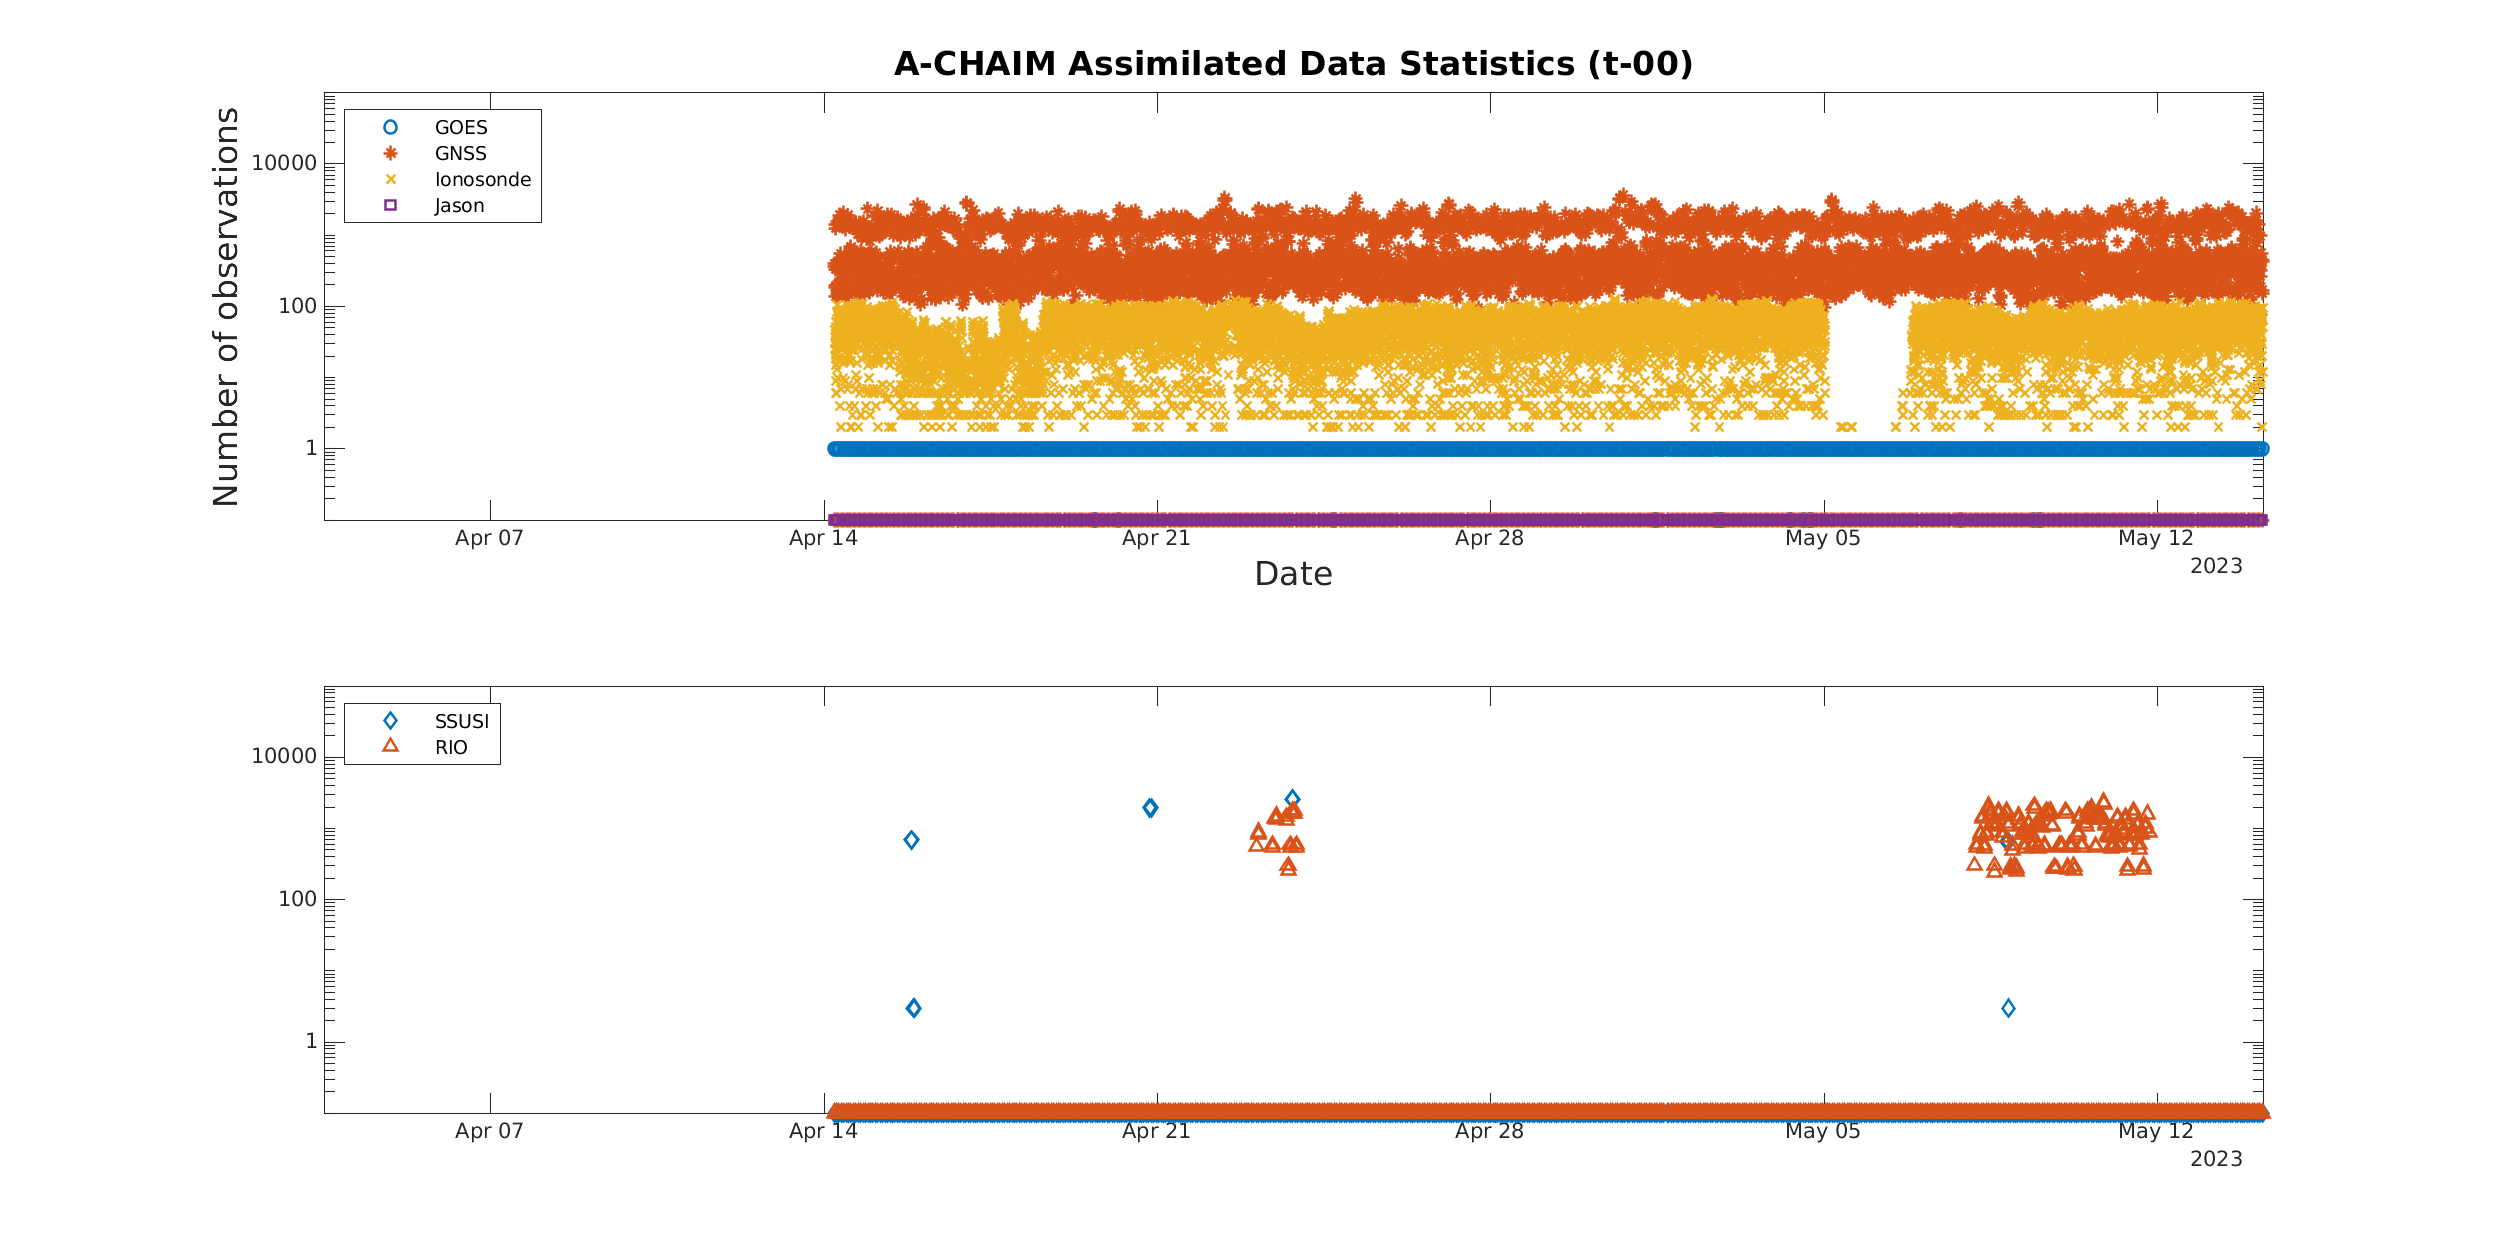 A-CHAIM Assimilated Data Statistics (t-00)
Number of observations
10000
100
1
GOES
GNSS
Ionosonde
Jason
Apr 07
Apr 14
Apr 21
Apr 28
May 05
May 12
2023
Date
10000
100
1
SSUSI
RIO
Apr 07
Apr 14
Apr 21
Apr 28
May 05
May 12
2023